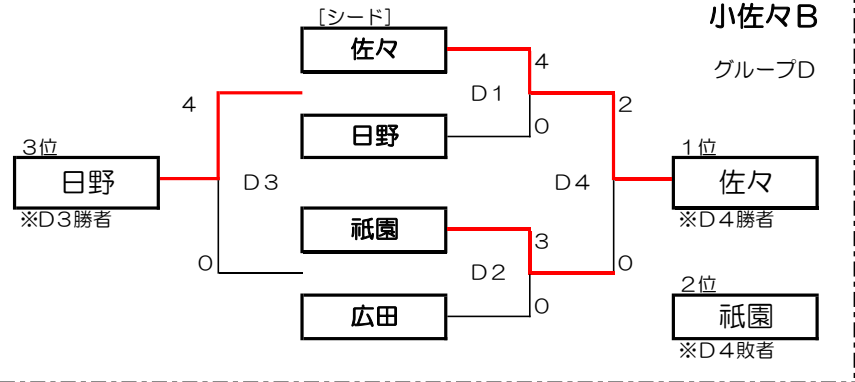 小佐々B
グループD
[シード]
佐々
4
D1
日野
0
4
2
3位
日野
※D3勝者
D3
D4
1位
佐々
※D4勝者
祇園
3
D2
0
0
0
広田
2位
祇園
※D4敗者